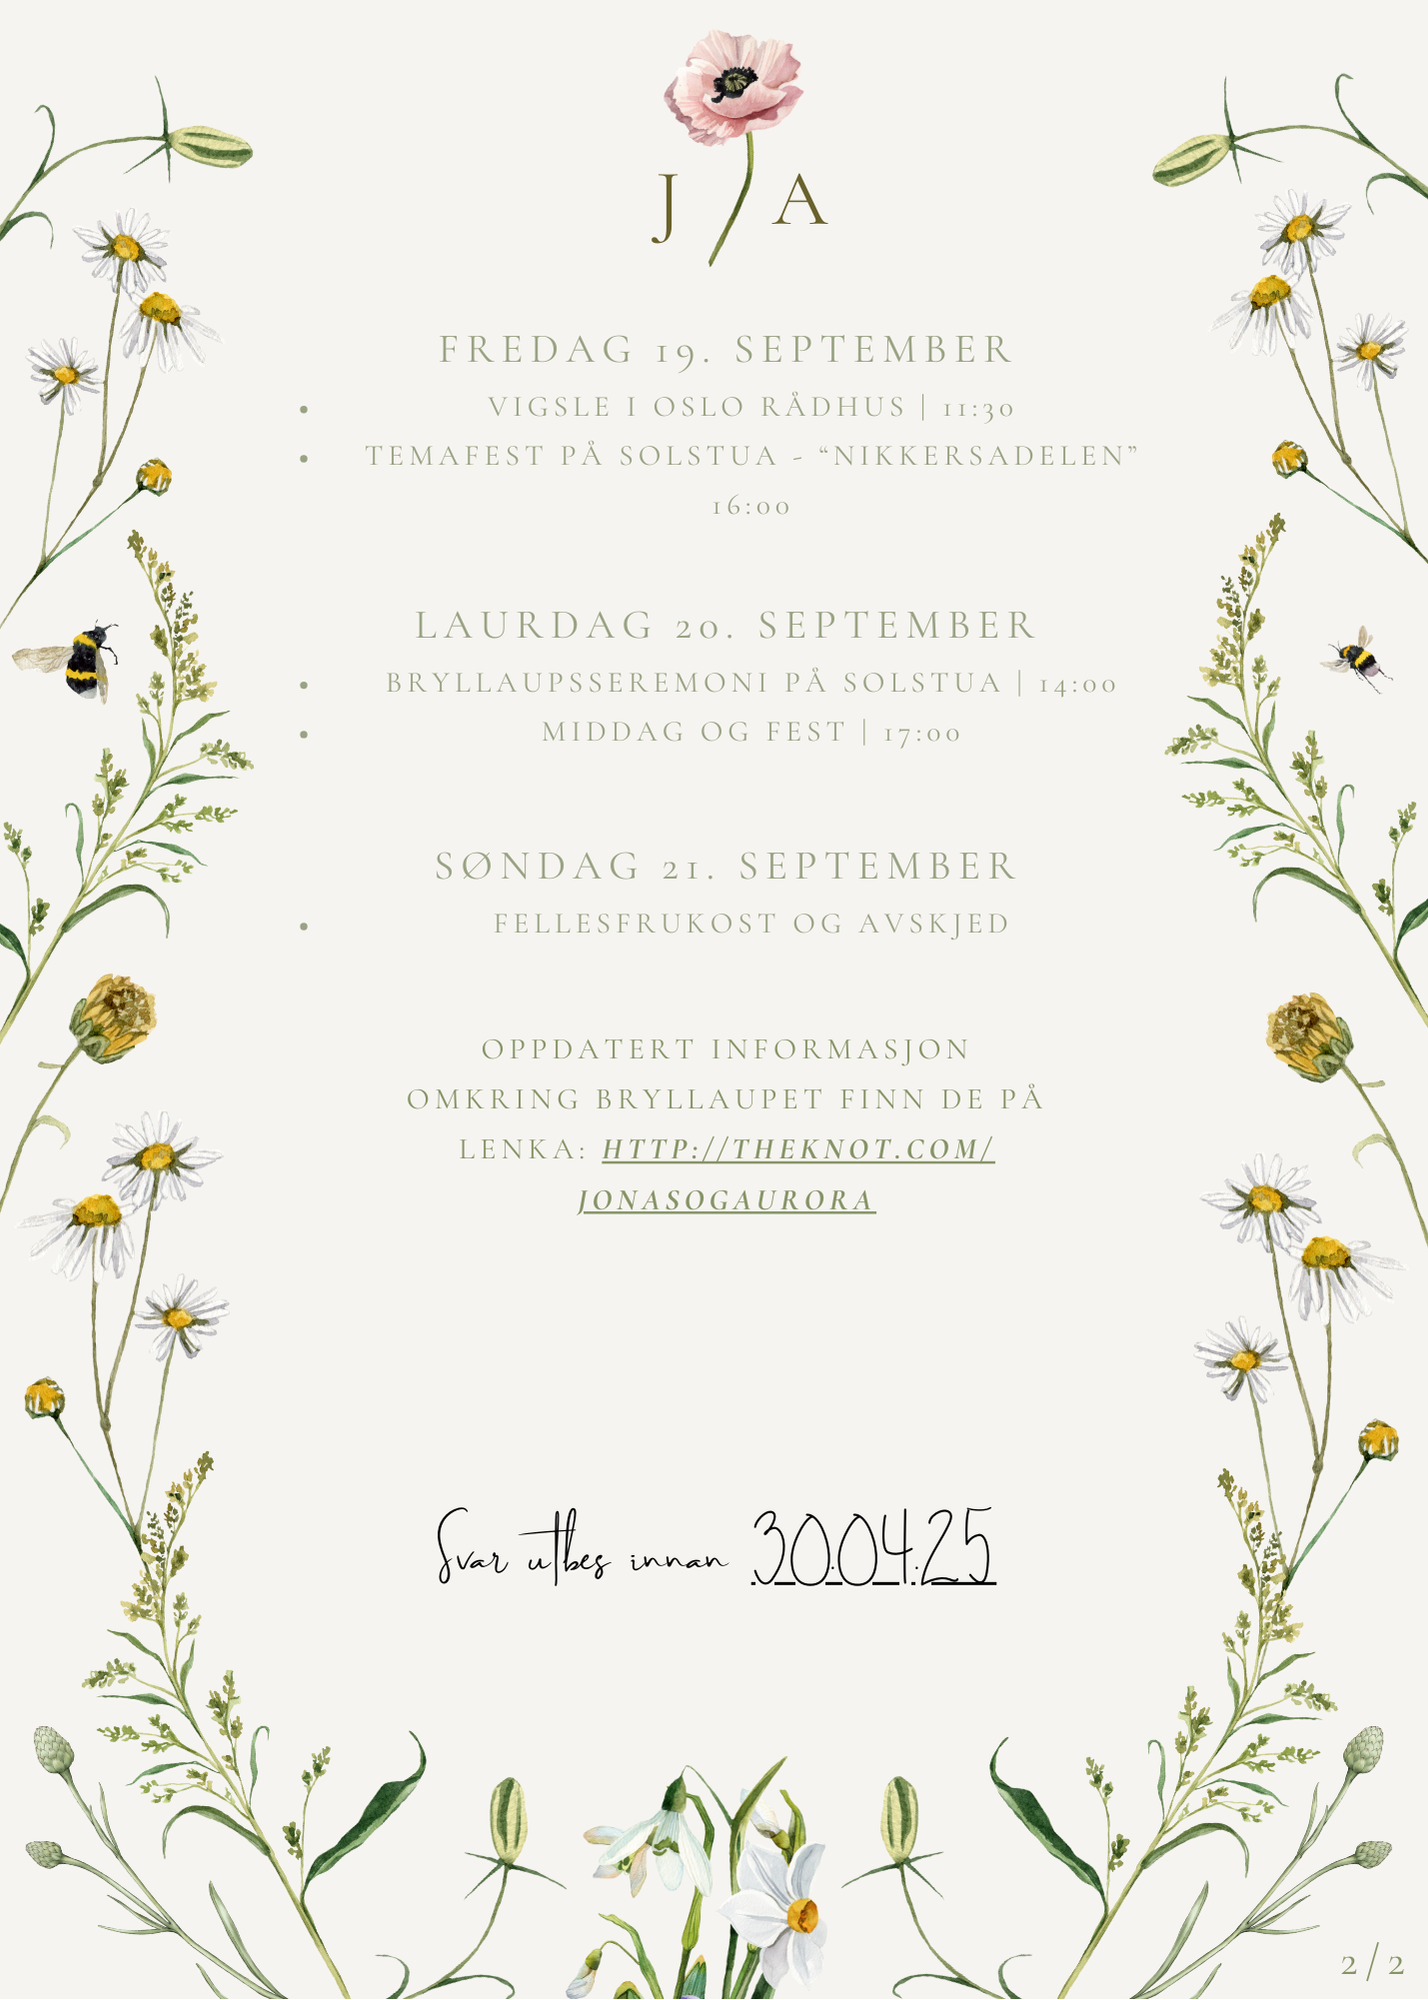 J A
FREDAG 19. SEPTEMBER
• VIGSLE I OSLO RÅDHUS | 11:30
• TEMAFEST PÅ SOLSTUA - “NIKKERSADELEN”
16:00
LAURDAG 20. SEPTEMBER
• BRYLLAUPSSEREMONI PÅ SOLSTUA | 14:00
• MIDDAG OG FEST | 17:00
SØNDAG 21. SEPTEMBER
• FELLESFRUKOST OG AVSKJED
OPPDATERT INFORMASJON
OMKRING BRYLLAUPET FINN DE PÅ
LENKA: HTTP://THEKNOT.COM/
JONASOGAURORA
Svar utbes innan 30.04.25
2/2